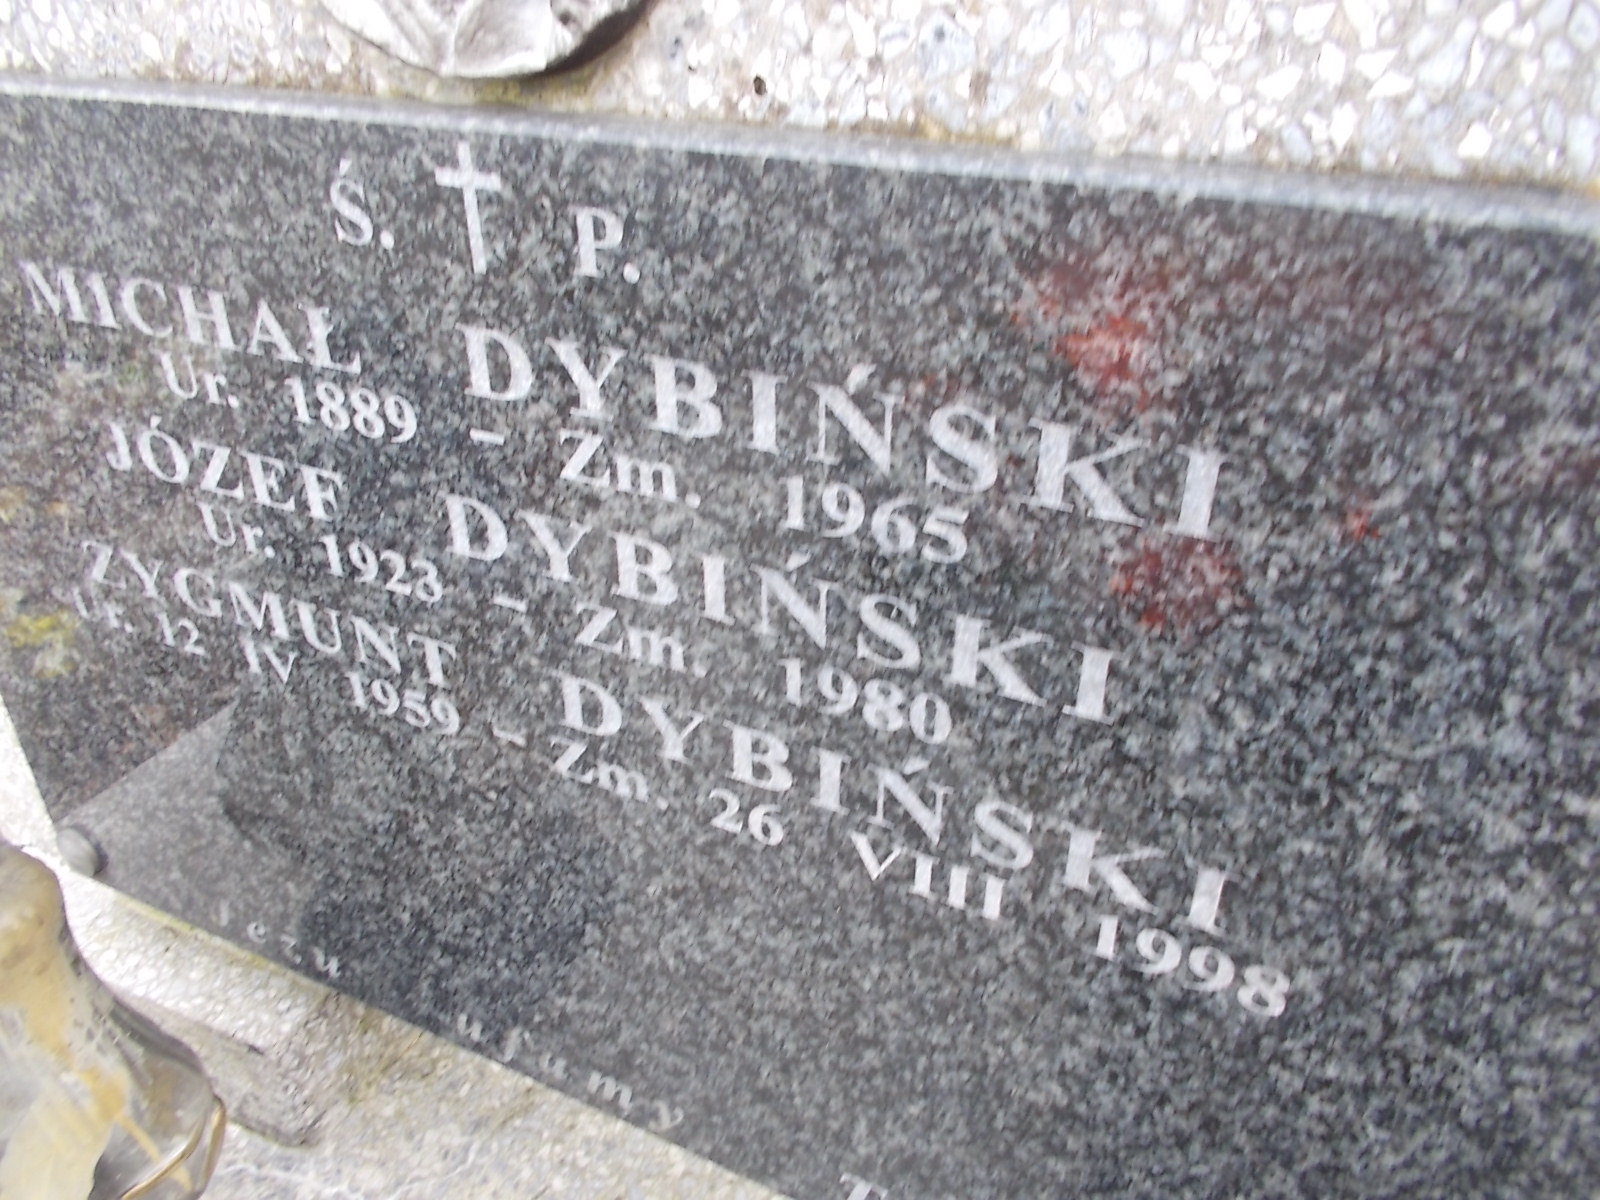 Ś. P.
MICHAŁ DYBIŃSKI
Ur. 1889 - Zm. 1965
JÓZEF DYBIŃSKI
Ur. 1923 - Zm. 1980
ZYGMUNT DYBIŃSKI
Ur. 12 IV 1959 - Zm. 26 VIII 1998
ufamy